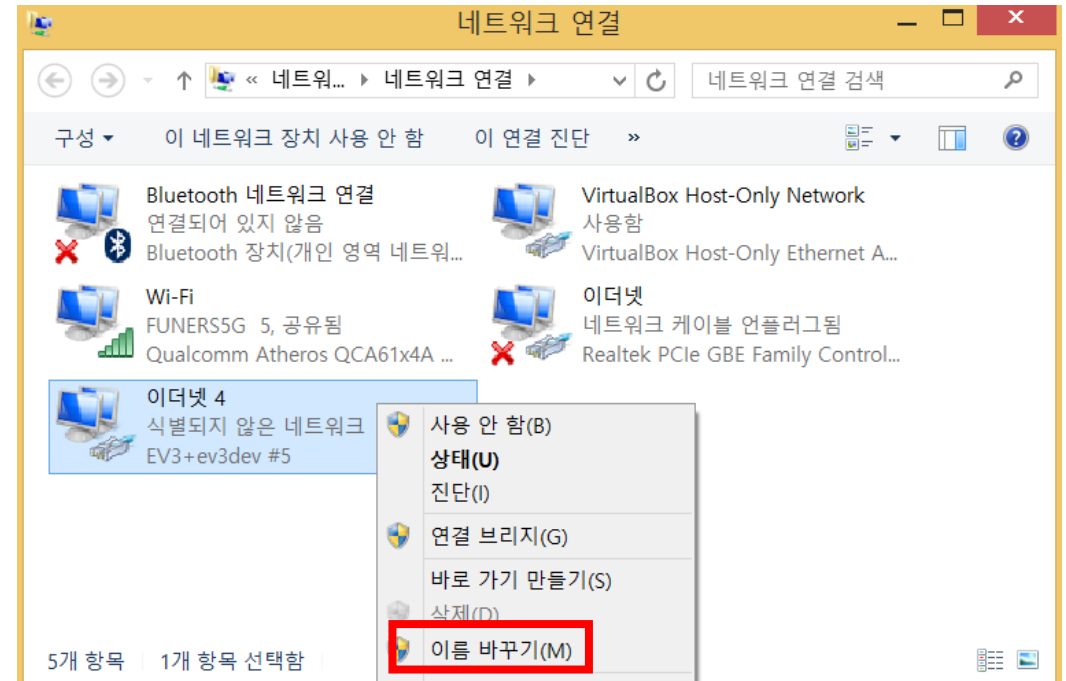 네트워크 연결
« 네트워... 네트워크 연결
네트워크 연결 검색
구성 이 네트워크 장치 사용 안 함 이 연결 진단 »
Bluetooth 네트워크 연결
연결되어 있지 않음
Bluetooth 장치(개인 영역 네트워...
VirtualBox Host-Only Network
사용함
VirtualBox Host-Only Ethernet A...
Wi-Fi
FUNERS5G 5, 공유됨
Qualcomm Atheros QCA61x4A ...
이더넷
네트워크 케이블 언플러그됨
Realtek PCIe GBE Family Control...
이더넷 4
식별되지 않은 네트워크
EV3+ev3dev #5
사용 안 함(B)
상태(U)
진단(I)
연결 브리지(G)
바로 가기 만들기(S)
삭제(D)
이름 바꾸기(M)
5개 항목 1개 항목 선택함